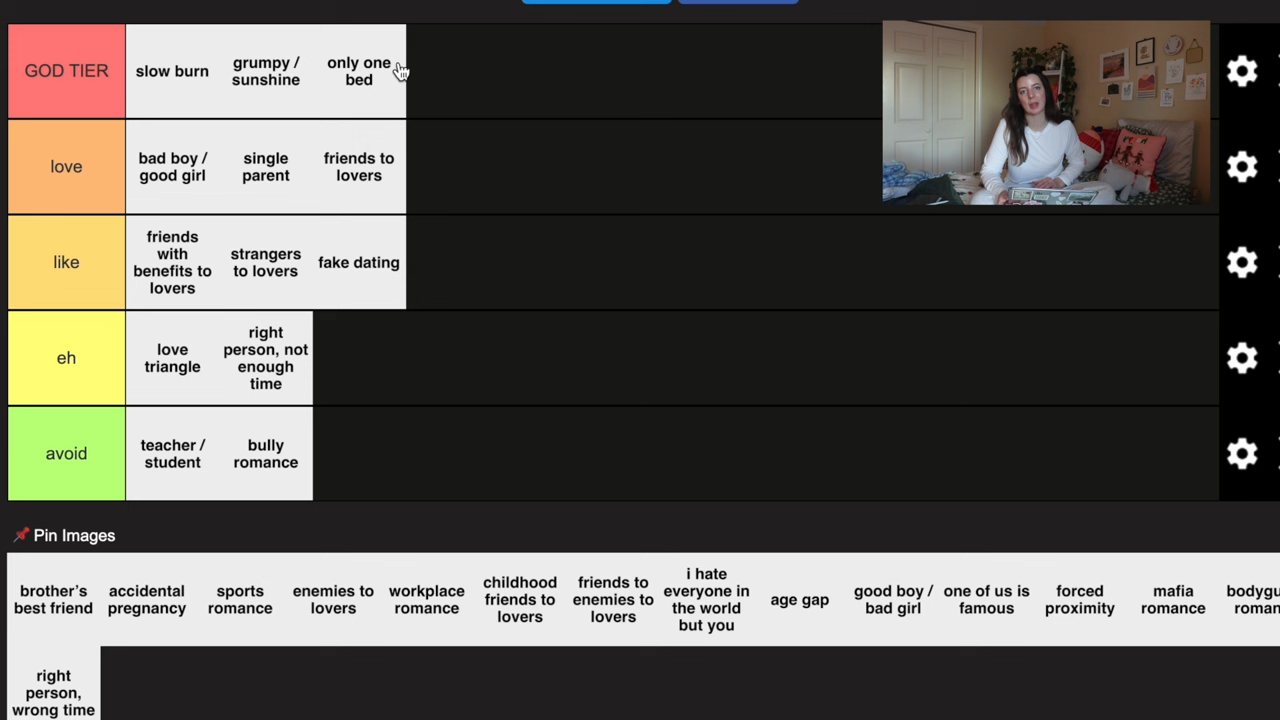 GOD TIER
slow burn
grumpy /
sunshine
only one
bed
love
bad boy /
good girl
single
parent
friends to
lovers
like
friends
with
benefits to
lovers
strangers
to lovers
fake dating
eh
love
triangle
right
person, not
enough
time
avoid
teacher /
student
bully
romance
Pin Images
brother's
best friend
accidental
pregnancy
sports
romance
enemies to
lovers
workplace
romance
childhood
friends to
lovers
friends to
enemies to
lovers
i hate
everyone in
the world
but you
age gap
good boy /
bad girl
one of us is
famous
forced
proximity
mafia
romance
bodygu
roman
right
person,
wrong time